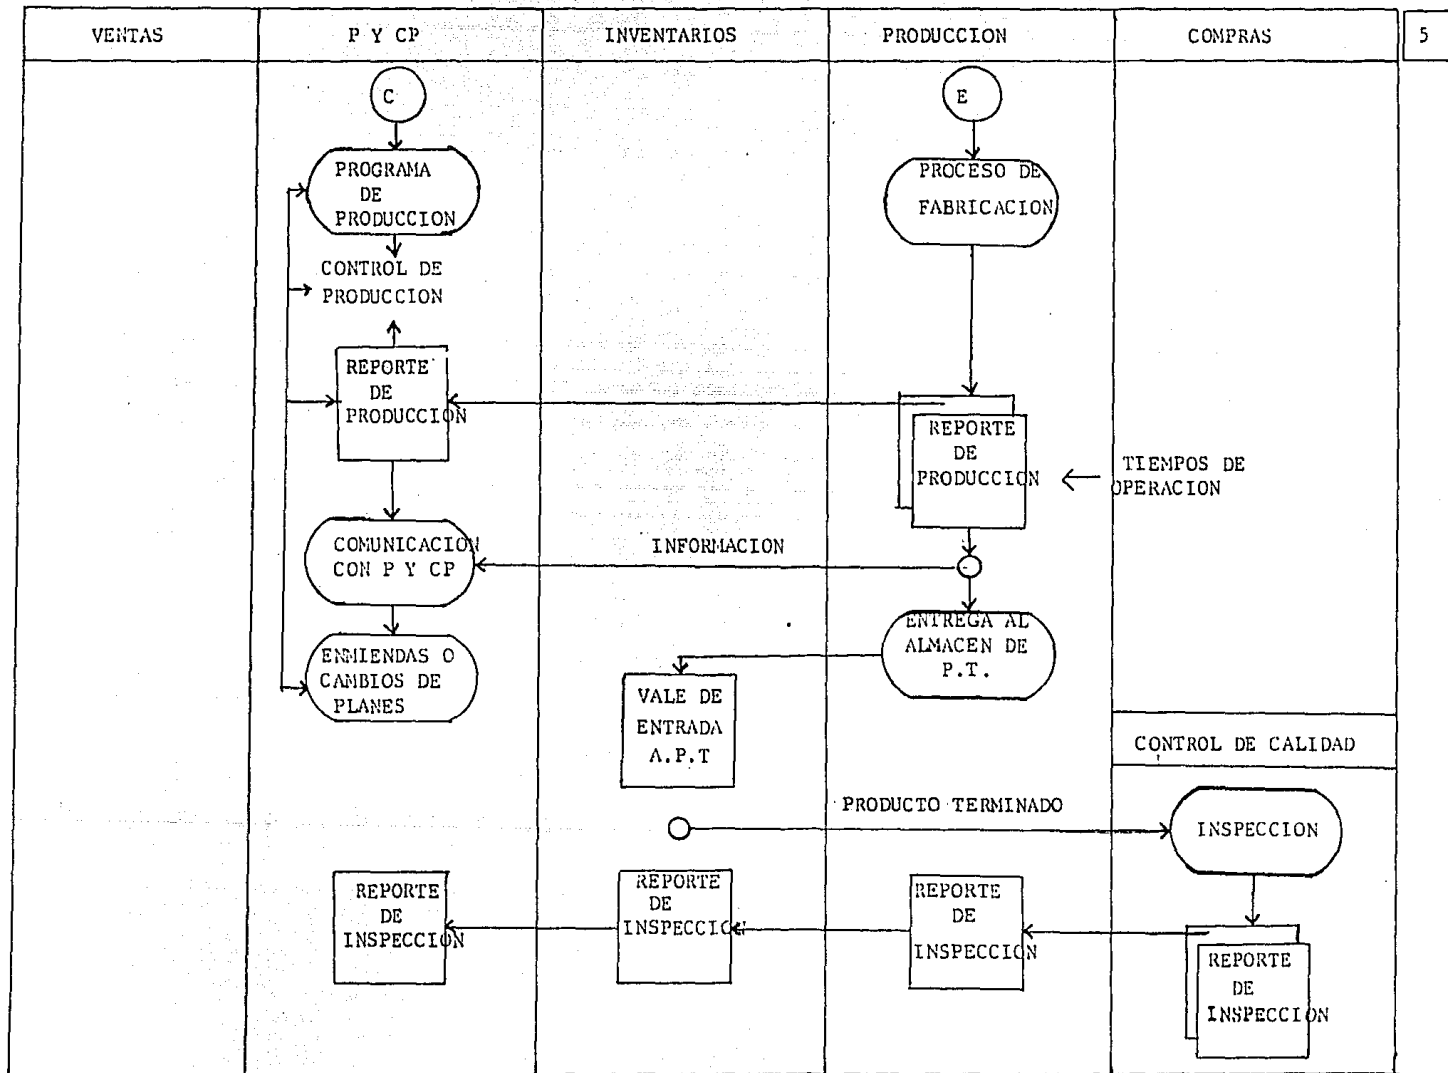 VENTAS
P Y CP
INVENTARIOS
PRODUCCION
COMPRAS
5
C
PROGRAMA
DE
PRODUCCION
CONTROL DE
PRODUCCION
REPORTE
DE
PRODUCCION
COMUNICACION
CON P Y CP
ENMIENDAS O
CAMBIOS DE
PLANES
REPORTE
DE
INSPECCION
INFORMACION
VALE DE
ENTRADA
A.P.T
REPORTE
DE
INSPECCION
E
PROCESO DE
FABRICACION
REPORTE
DE
PRODUCCION
ENTREGA AL
ALMACEN DE
P.T.
PRODUCTO TERMINADO
REPORTE
DE
INSPECCION
TIEMPOS DE
OPERACION
CONTROL DE CALIDAD
INSPECCION
REPORTE
DE
INSPECCION